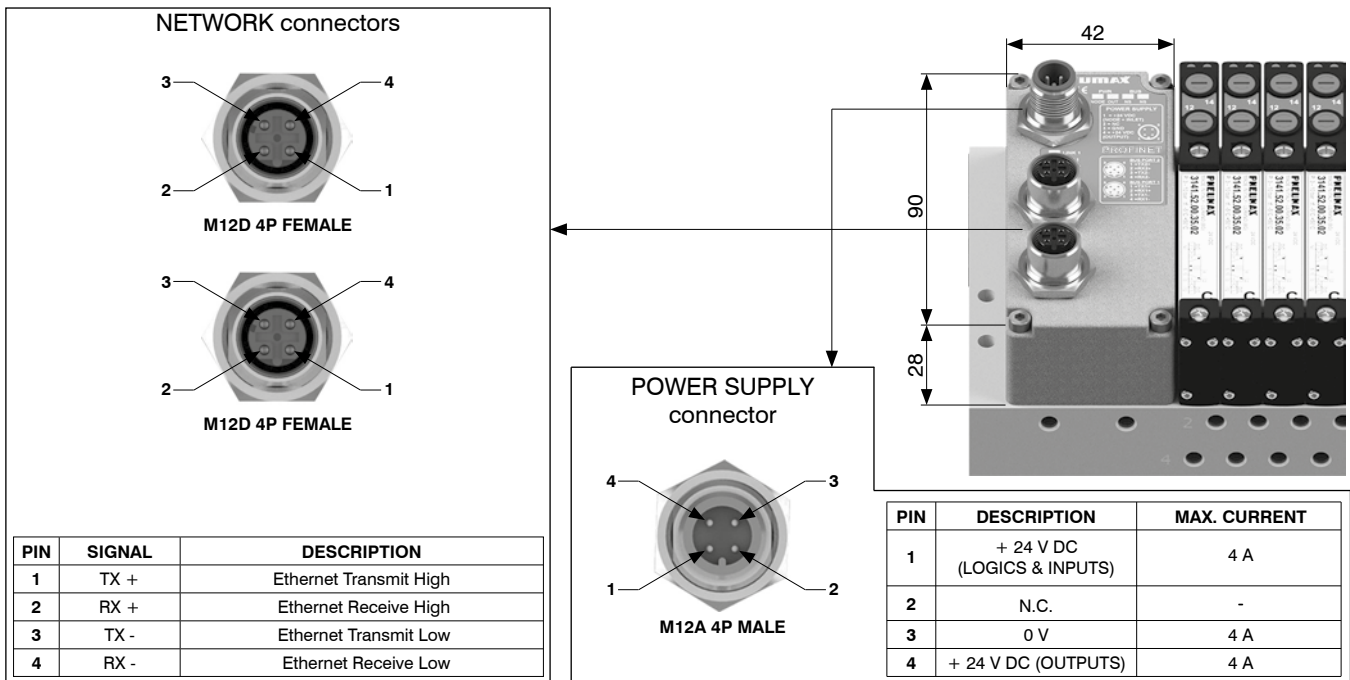 NETWORK connectors
3
4
2
1
M12D 4P FEMALE
3
4
2
1
M12D 4P FEMALE
PIN SIGNAL DESCRIPTION
1 TX + Ethernet Transmit High
2 RX + Ethernet Receive High
3 TX - Ethernet Transmit Low
4 RX - Ethernet Receive Low
POWER SUPPLY
connector
4
3
1
2
M12A 4P MALE
42
90
28
UMAX
POWER SUPPLY
PROFINET
12 14
12 14
12 14
12 14
PNEUMAX
3141.52.00.35.02
PNEUMAX
3141.52.00.35.02
PNEUMAX
3141.52.00.35.02
PNEUMAX
3141.52.00.35.02
2
4
PIN DESCRIPTION MAX. CURRENT
1 + 24 V DC
(LOGICS & INPUTS) 4 A
2 N.C. -
3 0 V 4 A
4 + 24 V DC (OUTPUTS) 4 A